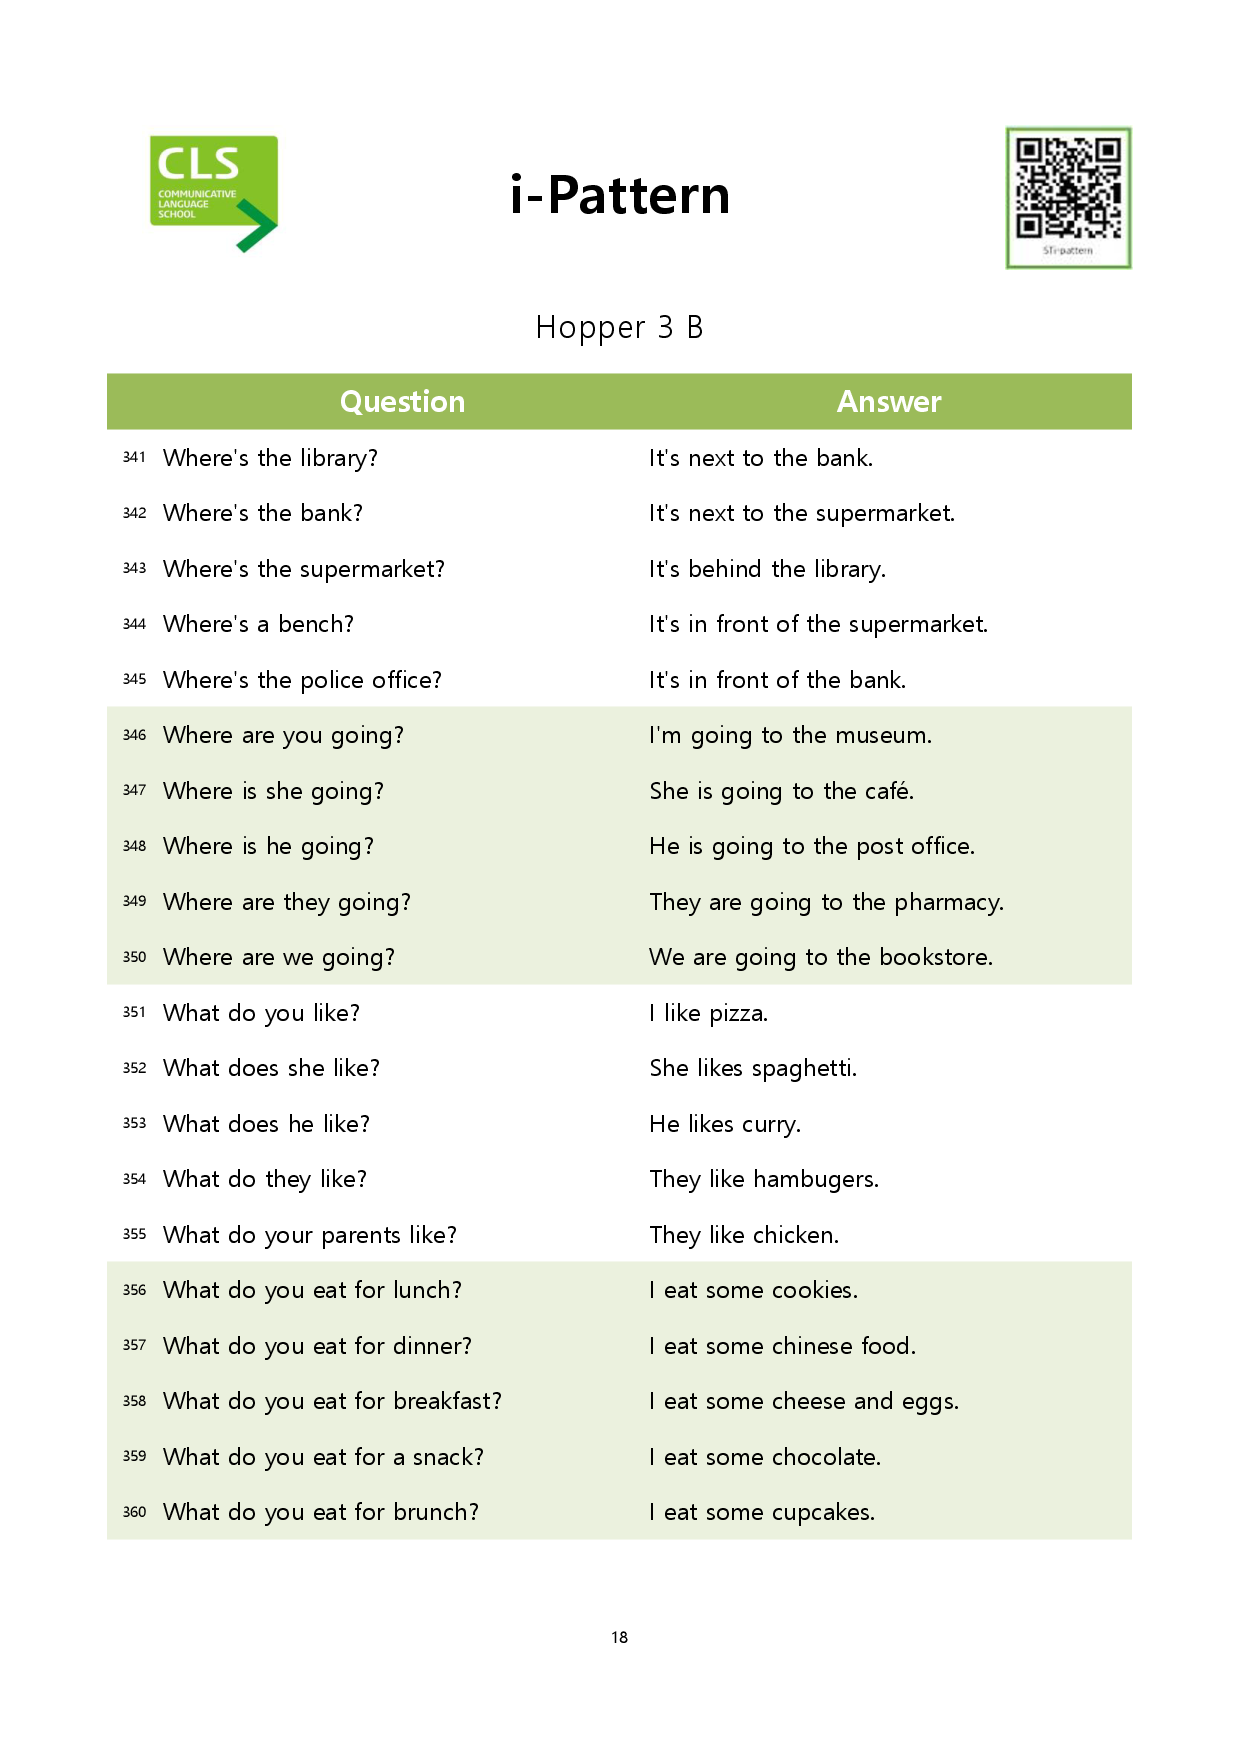 CLS
COMMUNICATIVE
LANGUAGE
SCHOOL
i-Pattern
STi-pattern
Hopper 3 B
Question Answer
341 Where's the library? It's next to the bank.
342 Where's the bank? It's next to the supermarket.
343 Where's the supermarket? It's behind the library.
344 Where's a bench? It's in front of the supermarket.
345 Where's the police office? It's in front of the bank.
346 Where are you going? I'm going to the museum.
347 Where is she going? She is going to the café.
348 Where is he going? He is going to the post office.
349 Where are they going? They are going to the pharmacy.
350 Where are we going? We are going to the bookstore.
351 What do you like? I like pizza.
352 What does she like? She likes spaghetti.
353 What does he like? He likes curry.
354 What do they like? They like hambugers.
355 What do your parents like? They like chicken.
356 What do you eat for lunch? I eat some cookies.
357 What do you eat for dinner? I eat some chinese food.
358 What do you eat for breakfast? I eat some cheese and eggs.
359 What do you eat for a snack? I eat some chocolate.
360 What do you eat for brunch? I eat some cupcakes.
18